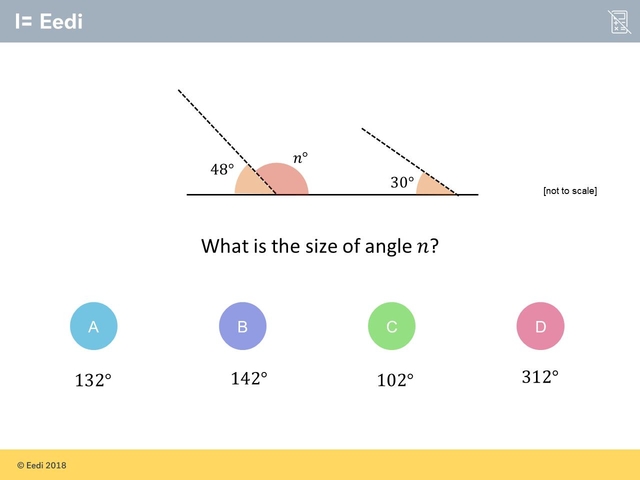 I= Eedi
48°
n°
30°
[not to scale]
What is the size of angle n?
A
B
C
D
132°
142°
102°
312°
© Eedi 2018